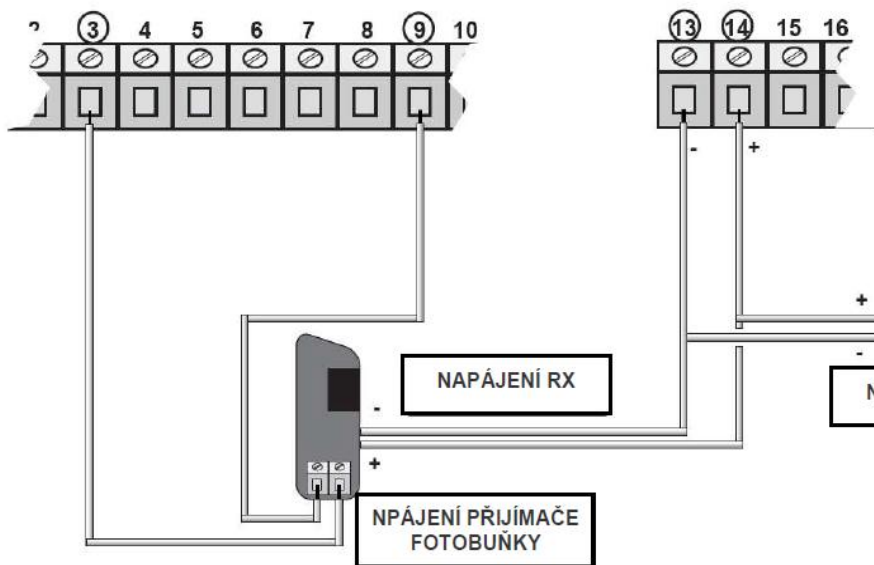 3 4 5 6 7 8 9 10
13 14 15 16
- +
+
-
NAPÁJENÍ RX
-
+
NPÁJENÍ PŘIJÍMAČE
FOTOBUŇKY